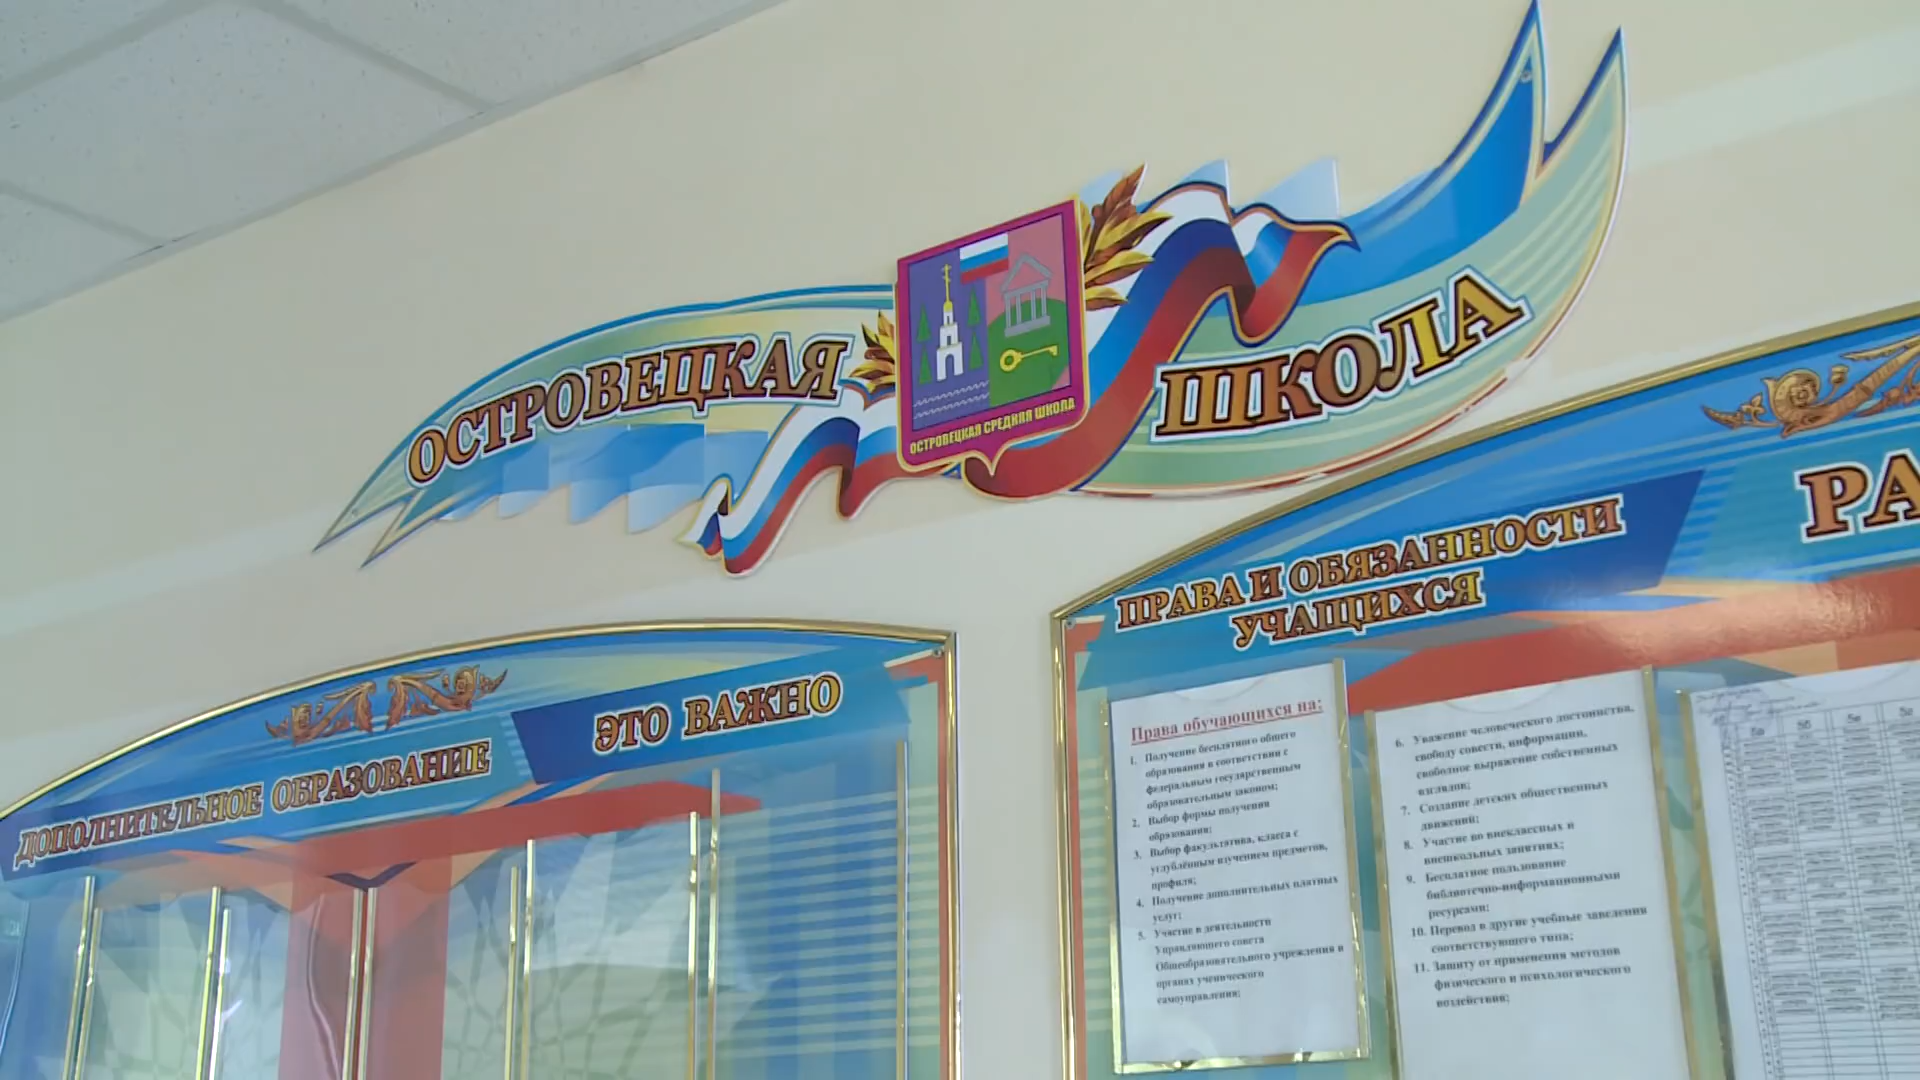 ОСТРОВЕЦКАЯ
ШКОЛА
ОСТРОВЕЦКАЯ СРЕДНЯЯ ШКОЛА
ДОПОЛНИТЕЛЬНОЕ ОБРАЗОВАНИЕ
ЭТО ВАЖНО
ПРАВА И ОБЯЗАННОСТИ
УЧАЩИХСЯ
РА
Права обучающихся на:
1. Получение бесплатного общего
образования в соответствии с
федеральным государственным
образовательным законом;
2. Выбор формы получения
образования;
3. Выбор факультатива, класса с
углублённым изучением предметов,
профиля;
4. Получение дополнительных платных
услуг;
5. Участие в деятельности
Управляющего совета
Общеобразовательного учреждения и
органах ученического
самоуправления;
6. Уважение человеческого достоинства,
свободу совести, информации,
свободное выражение собственных
взглядов;
7. Создание детских общественных
движений;
8. Участие во внеклассных и
внешкольных занятиях;
9. Бесплатное пользование
библиотечно-информационными
ресурсами;
10. Перевод в другие учебные заведения
соответствующего типа;
11. Защиту от применения методов
физического и психологического
воздействия;
5а 5б 5в